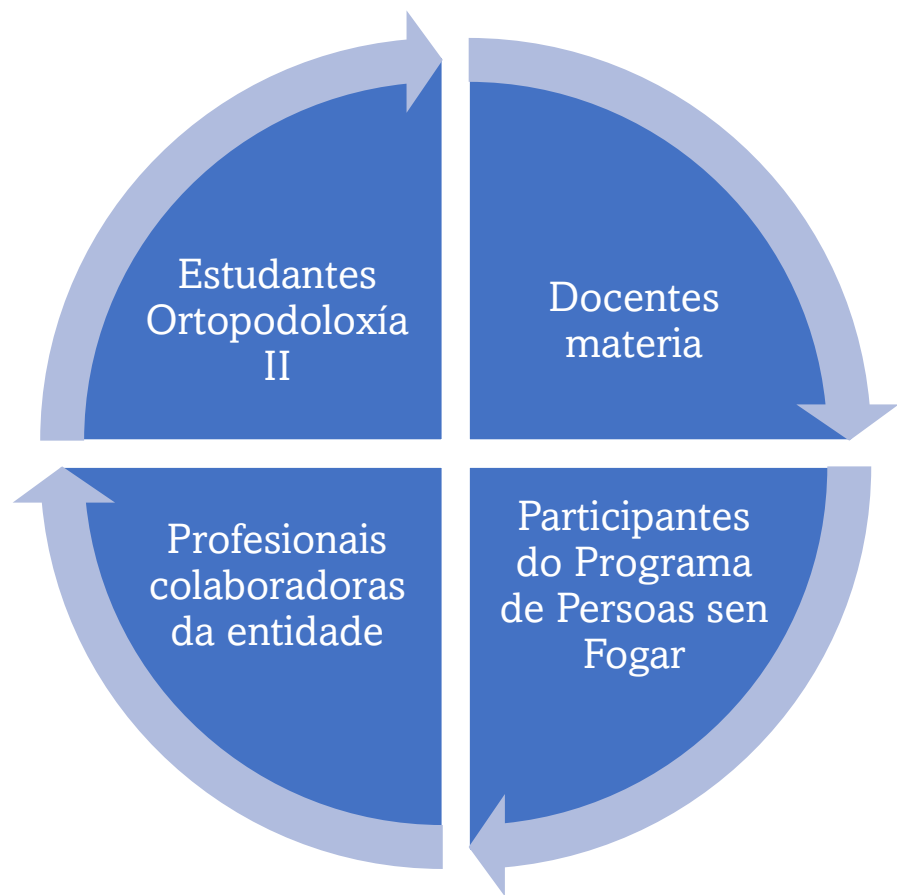 Estudantes
Ortopodoloxía
II
Docentes
materia
Participantes
do Programa
de Persoas sen
Fogar
Profesionais
colaboradoras
da entidade